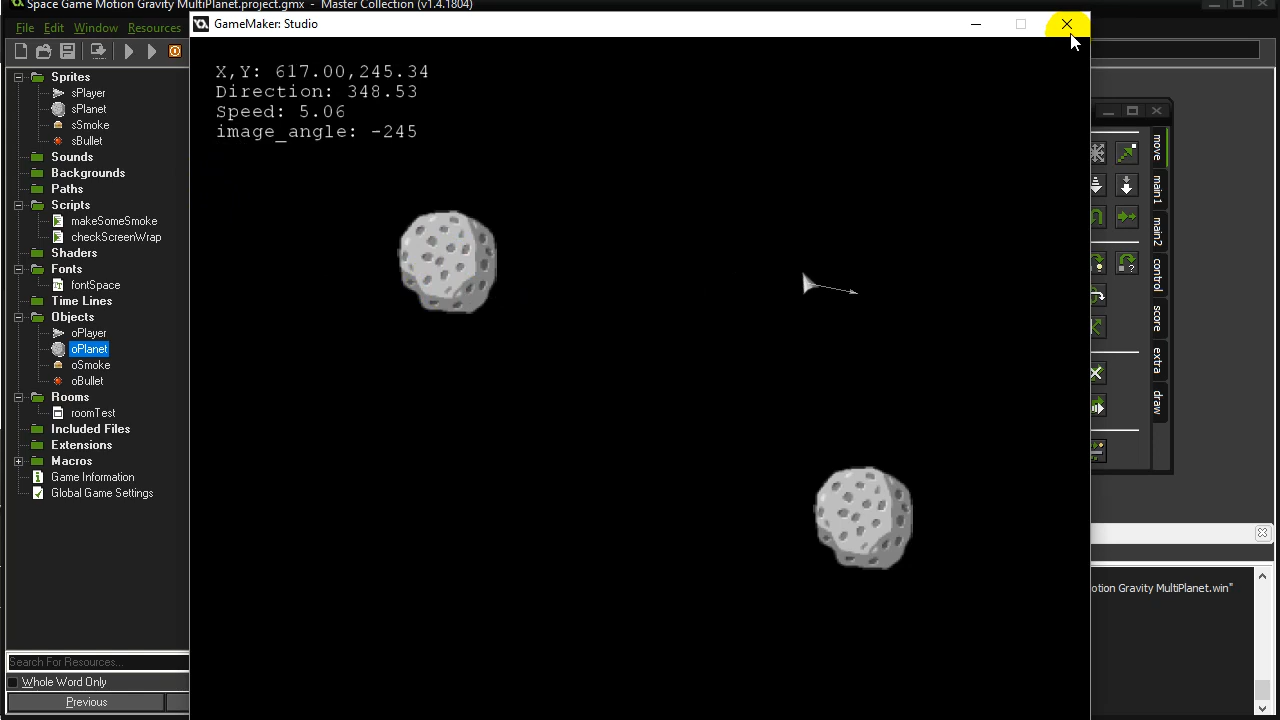 Space Game Motion Gravity MultiPlanet.project.gmx - Master Collection (v1.4.1804)
GameMaker: Studio
File Edit Window Resources
X,Y: 617.00,245.34
Direction: 348.53
Speed: 5.06
image_angle: -245
Sprites
sPlayer
sPlanet
sSmoke
sBullet
Sounds
Backgrounds
Paths
Scripts
makeSomeSmoke
checkScreenWrap
Shaders
Fonts
fontSpace
Time Lines
Objects
oPlayer
oPlanet
oSmoke
oBullet
Rooms
roomTest
Included Files
Extensions
Macros
Game Information
Global Game Settings
Search For Resources...
Whole Word Only
Previous
move
main1
main2
control
score
extra
draw
otion Gravity MultiPlanet.win"